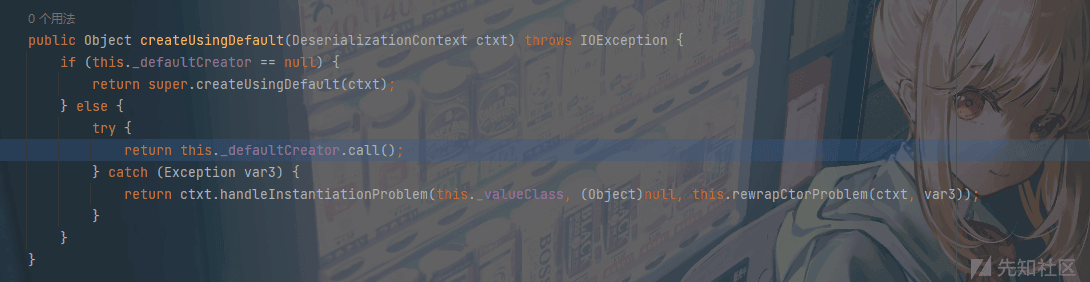 0 个用法
public Object createUsingDefault(DeserializationContext ctxt) throws IOException {
    if (this._defaultCreator == null) {
        return super.createUsingDefault(ctxt);
    } else {
        try {
            return this._defaultCreator.call();
        } catch (Exception var3) {
            return ctxt.handleInstantiationProblem(this._valueClass, (Object)null, this.rewrapCtorProblem(ctxt, var3));
        }
    }
}
先知社区